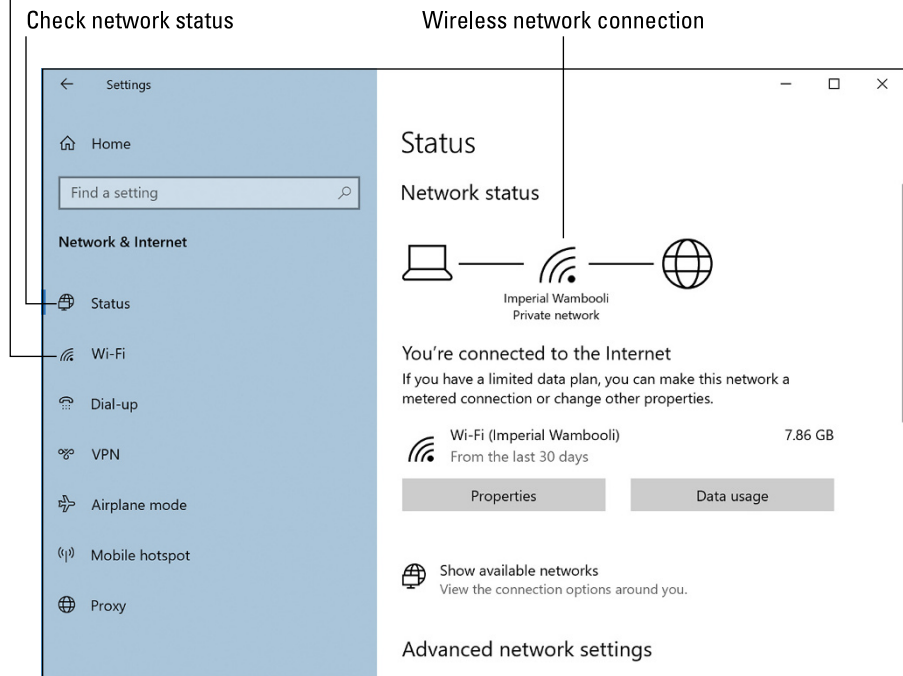 Check network status
Wireless network connection
Settings
Home
Find a setting
Network & Internet
Status
Wi-Fi
Dial-up
VPN
Airplane mode
Mobile hotspot
Proxy
Status
Network status
Imperial Wambooli
Private network
You're connected to the Internet
If you have a limited data plan, you can make this network a
metered connection or change other properties.
Wi-Fi (Imperial Wambooli) 7.86 GB
From the last 30 days
Properties Data usage
Show available networks
View the connection options around you.
Advanced network settings